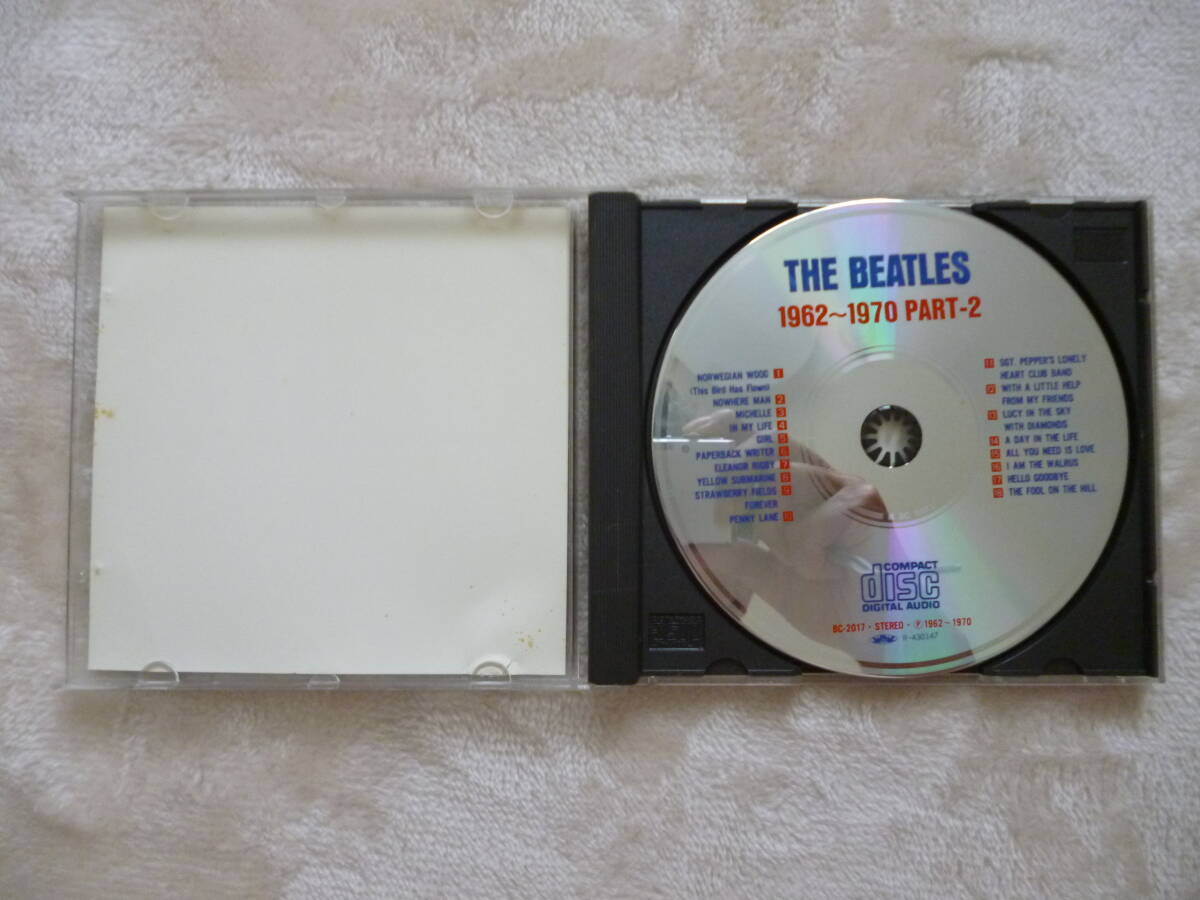 THE BEATLES
1962~1970 PART-2
NORWEGIAN WOOD 1
(This Bird Has Flown)
NOWHERE MAN 2
MICHELLE 3
IN MY LIFE 4
GIRL 5
PAPERBACK WRITER 6
ELEANOR RIGBY 7
YELLOW SUBMARINE 8
STRAWBERRY FIELDS 9
FOREVER
PENNY LANE 10
11 SGT. PEPPER'S LONELY
HEART CLUB BAND
12 WITH A LITTLE HELP
FROM MY FRIENDS
13 LUCY IN THE SKY
WITH DIAMONDS
14 A DAY IN THE LIFE
15 ALL YOU NEED IS LOVE
16 I AM THE WALRUS
17 HELLO GOODBYE
18 THE FOOL ON THE HILL
COMPACT
disc
DIGITAL AUDIO
BC-2017 · STEREO · ℗ 1962~1970
R-430147